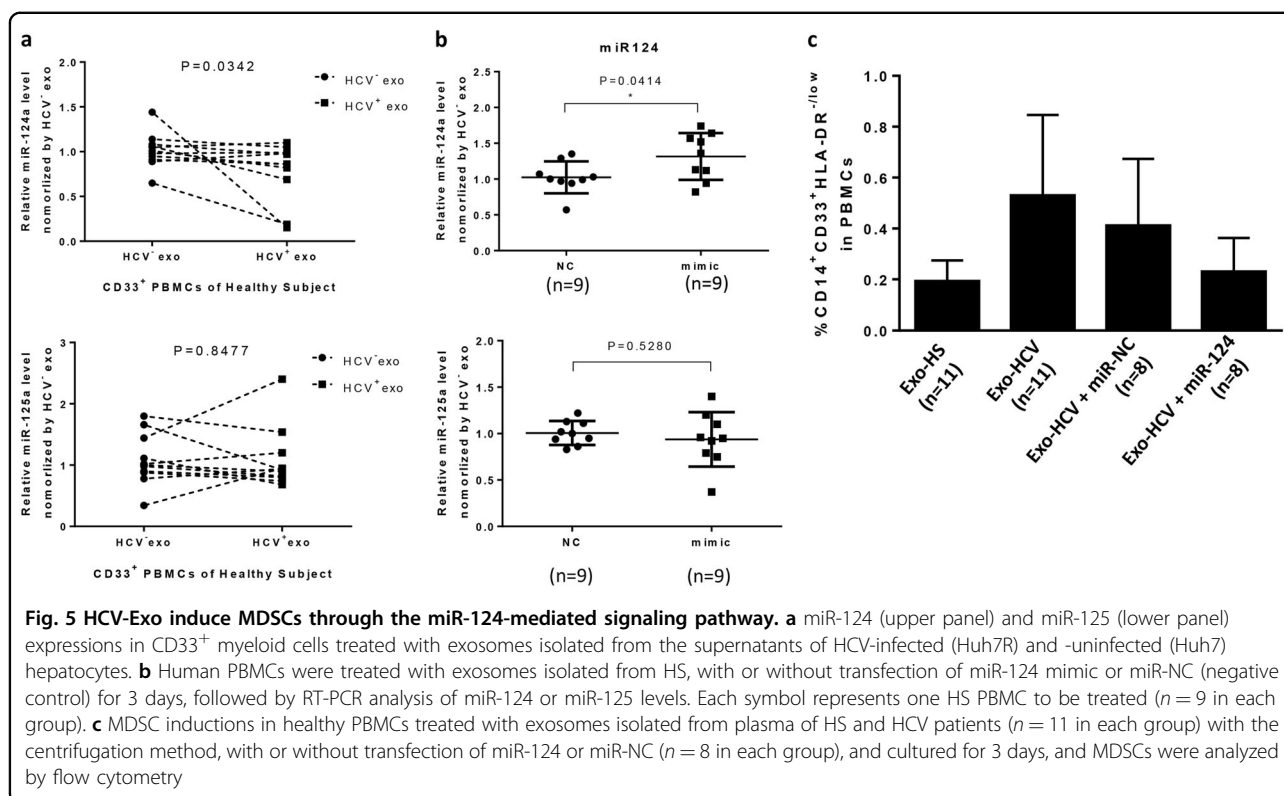 a
P=0.0342
Relative miR-124a level
nomorlized by HCV⁻ exo
2.0
1.5
1.0
0.5
0.0
HCV⁻ exo
HCV⁺ exo
HCV⁻exo
HCV⁺exo
CD33⁺ PBMCs of Healthy Subject
P=0.8477
Relative miR-125a level
nomorlized by HCV⁻ exo
3
2
1
0
HCV⁻exo
HCV⁺exo
HCV⁻exo
HCV⁺exo
CD33⁺ PBMCs of Healthy Subject
b
miR124
P=0.0414
*
Relative miR-124a level
nomorlized by HCV⁻ exo
2.5
2.0
1.5
1.0
0.5
0.0
NC
mimic
(n=9)
(n=9)
P=0.5280
Relative miR-125a level
nomorlized by HCV⁻ exo
2.0
1.5
1.0
0.5
0.0
NC
mimic
(n=9)
(n=9)
c
%CD14⁺CD33⁺HLA-DR⁻/ˡᵒʷ
in PBMCs
1.0
0.8
0.6
0.4
0.2
0.0
Exo-HS
(n=11)
Exo-HCV
(n=11)
Exo-HCV + miR-NC
(n=8)
Exo-HCV + miR-124
(n=8)
Fig. 5 HCV-Exo induce MDSCs through the miR-124-mediated signaling pathway. a miR-124 (upper panel) and miR-125 (lower panel)
expressions in CD33⁺ myeloid cells treated with exosomes isolated from the supernatants of HCV-infected (Huh7R) and -uninfected (Huh7)
hepatocytes. b Human PBMCs were treated with exosomes isolated from HS, with or without transfection of miR-124 mimic or miR-NC (negative
control) for 3 days, followed by RT-PCR analysis of miR-124 or miR-125 levels. Each symbol represents one HS PBMC to be treated (n = 9 in each
group). c MDSC inductions in healthy PBMCs treated with exosomes isolated from plasma of HS and HCV patients (n = 11 in each group) with the
centrifugation method, with or without transfection of miR-124 or miR-NC (n = 8 in each group), and cultured for 3 days, and MDSCs were analyzed
by flow cytometry